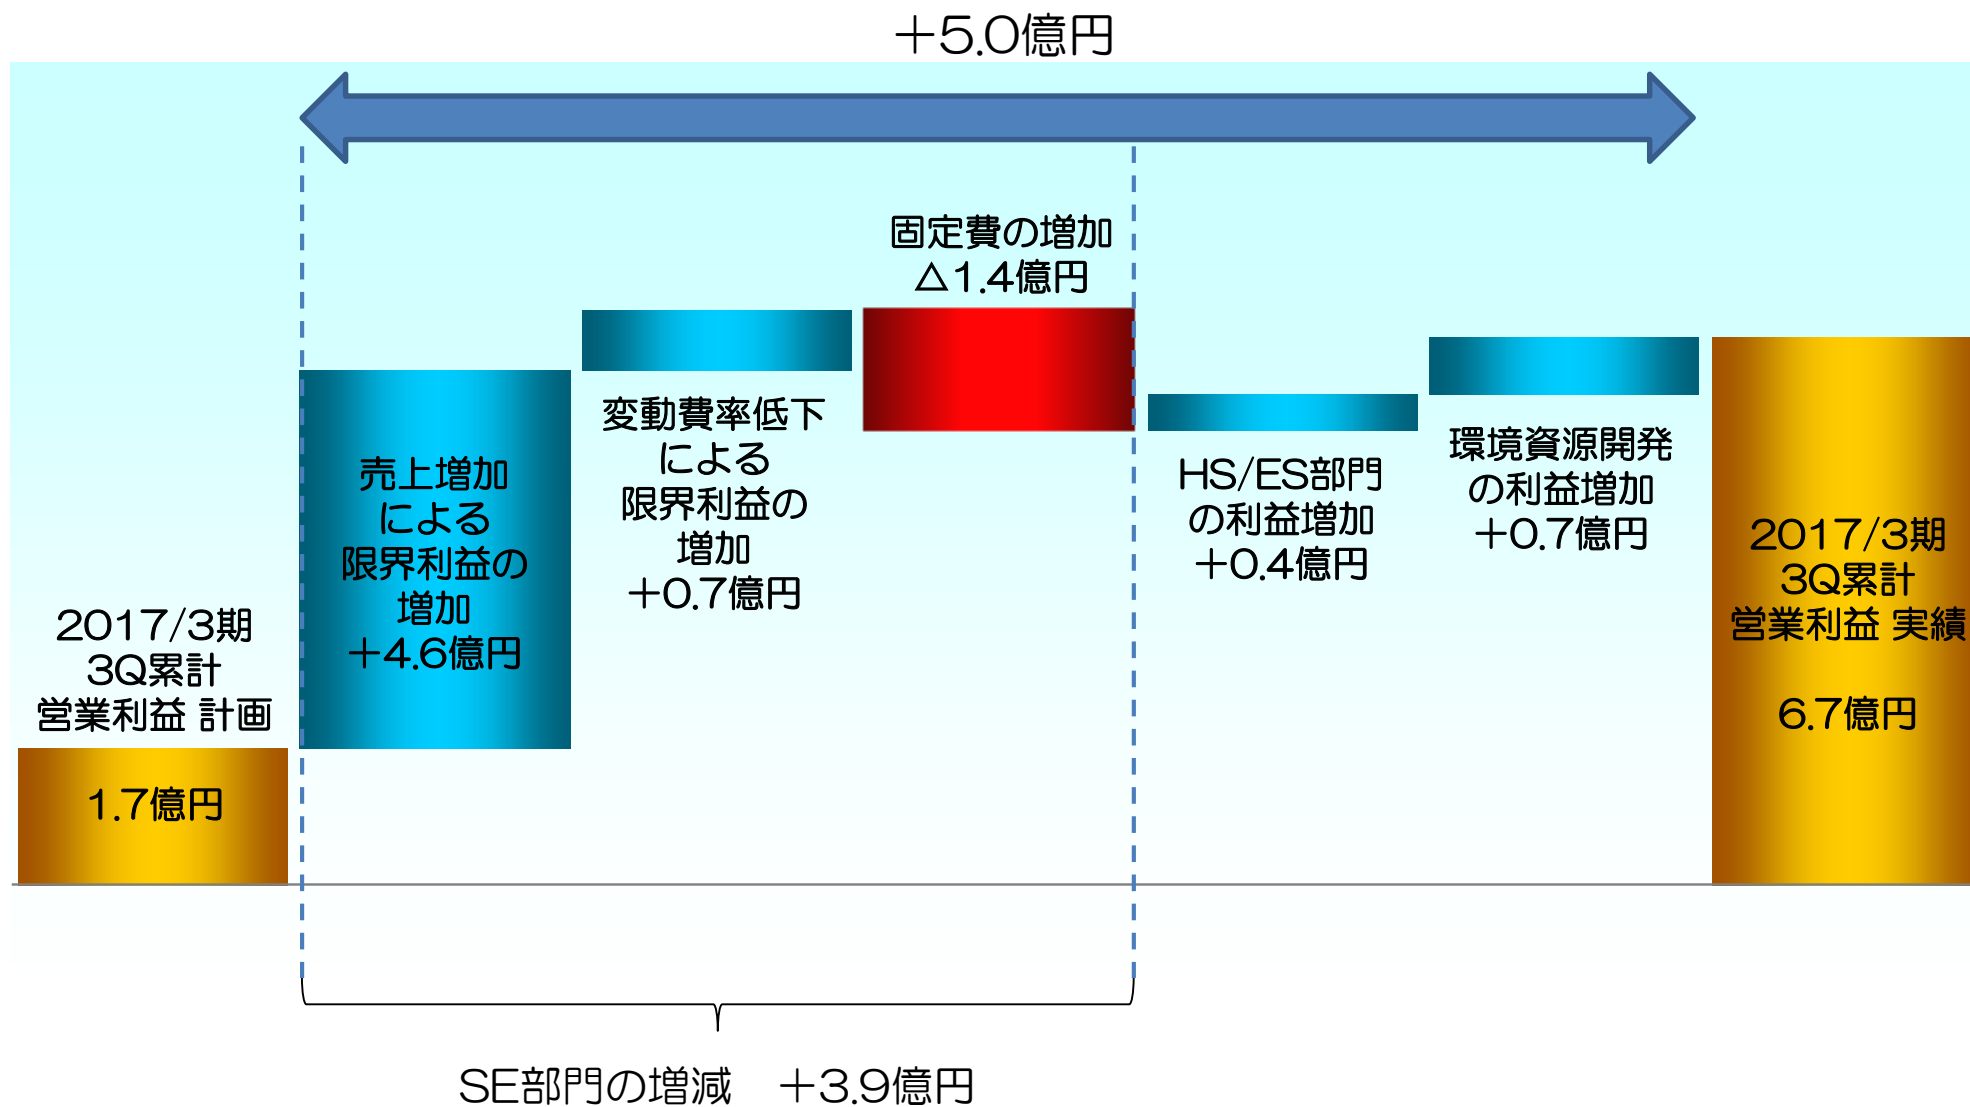 ＋5.0億円
固定費の増加
△1.4億円
変動費率低下
による
限界利益の
増加
＋0.7億円
売上増加
による
限界利益の
増加
＋4.6億円
2017/3期
3Q累計
営業利益 計画
1.7億円
HS/ES部門
の利益増加
＋0.4億円
環境資源開発
の利益増加
＋0.7億円
2017/3期
3Q累計
営業利益 実績
6.7億円
SE部門の増減　＋3.9億円